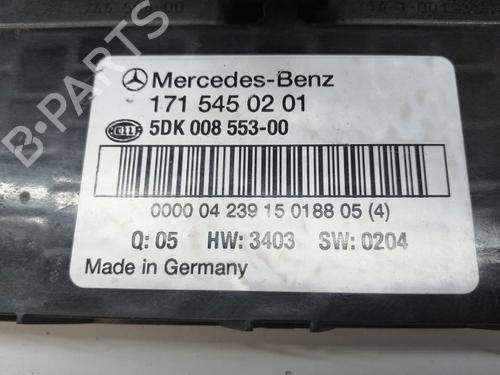 Mercedes-Benz
171 545 02 01
HELLA 5DK 008 553-00
0000 04 239 15 0188 05 (4)
Q: 05 HW: 3403 SW: 0204
Made in Germany
B-PARTS